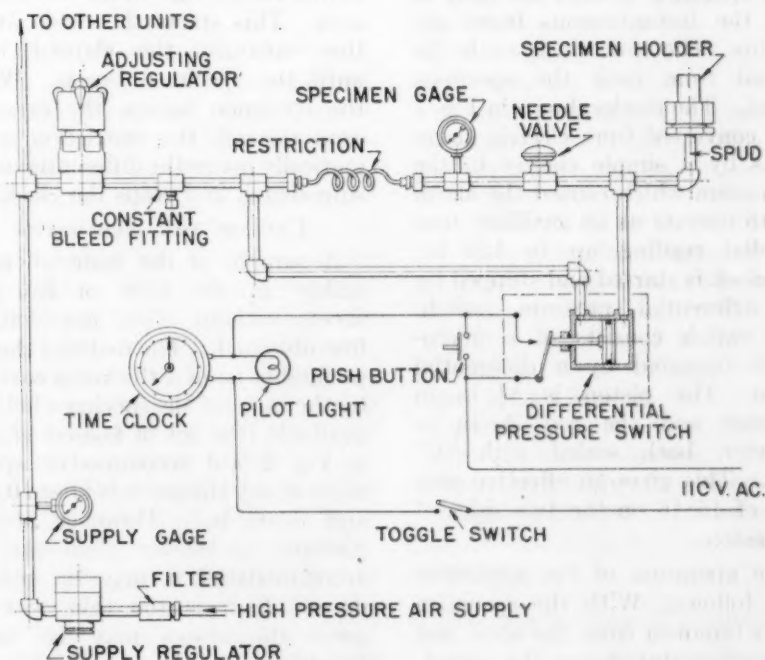 TO OTHER UNITS
ADJUSTING
REGULATOR
SPECIMEN HOLDER
SPECIMEN GAGE
NEEDLE
VALVE
RESTRICTION
SPUD
CONSTANT
BLEED FITTING
PUSH BUTTON
TIME CLOCK
PILOT LIGHT
DIFFERENTIAL
PRESSURE SWITCH
110 V. AC.
SUPPLY GAGE
TOGGLE SWITCH
FILTER
HIGH PRESSURE AIR SUPPLY
SUPPLY REGULATOR